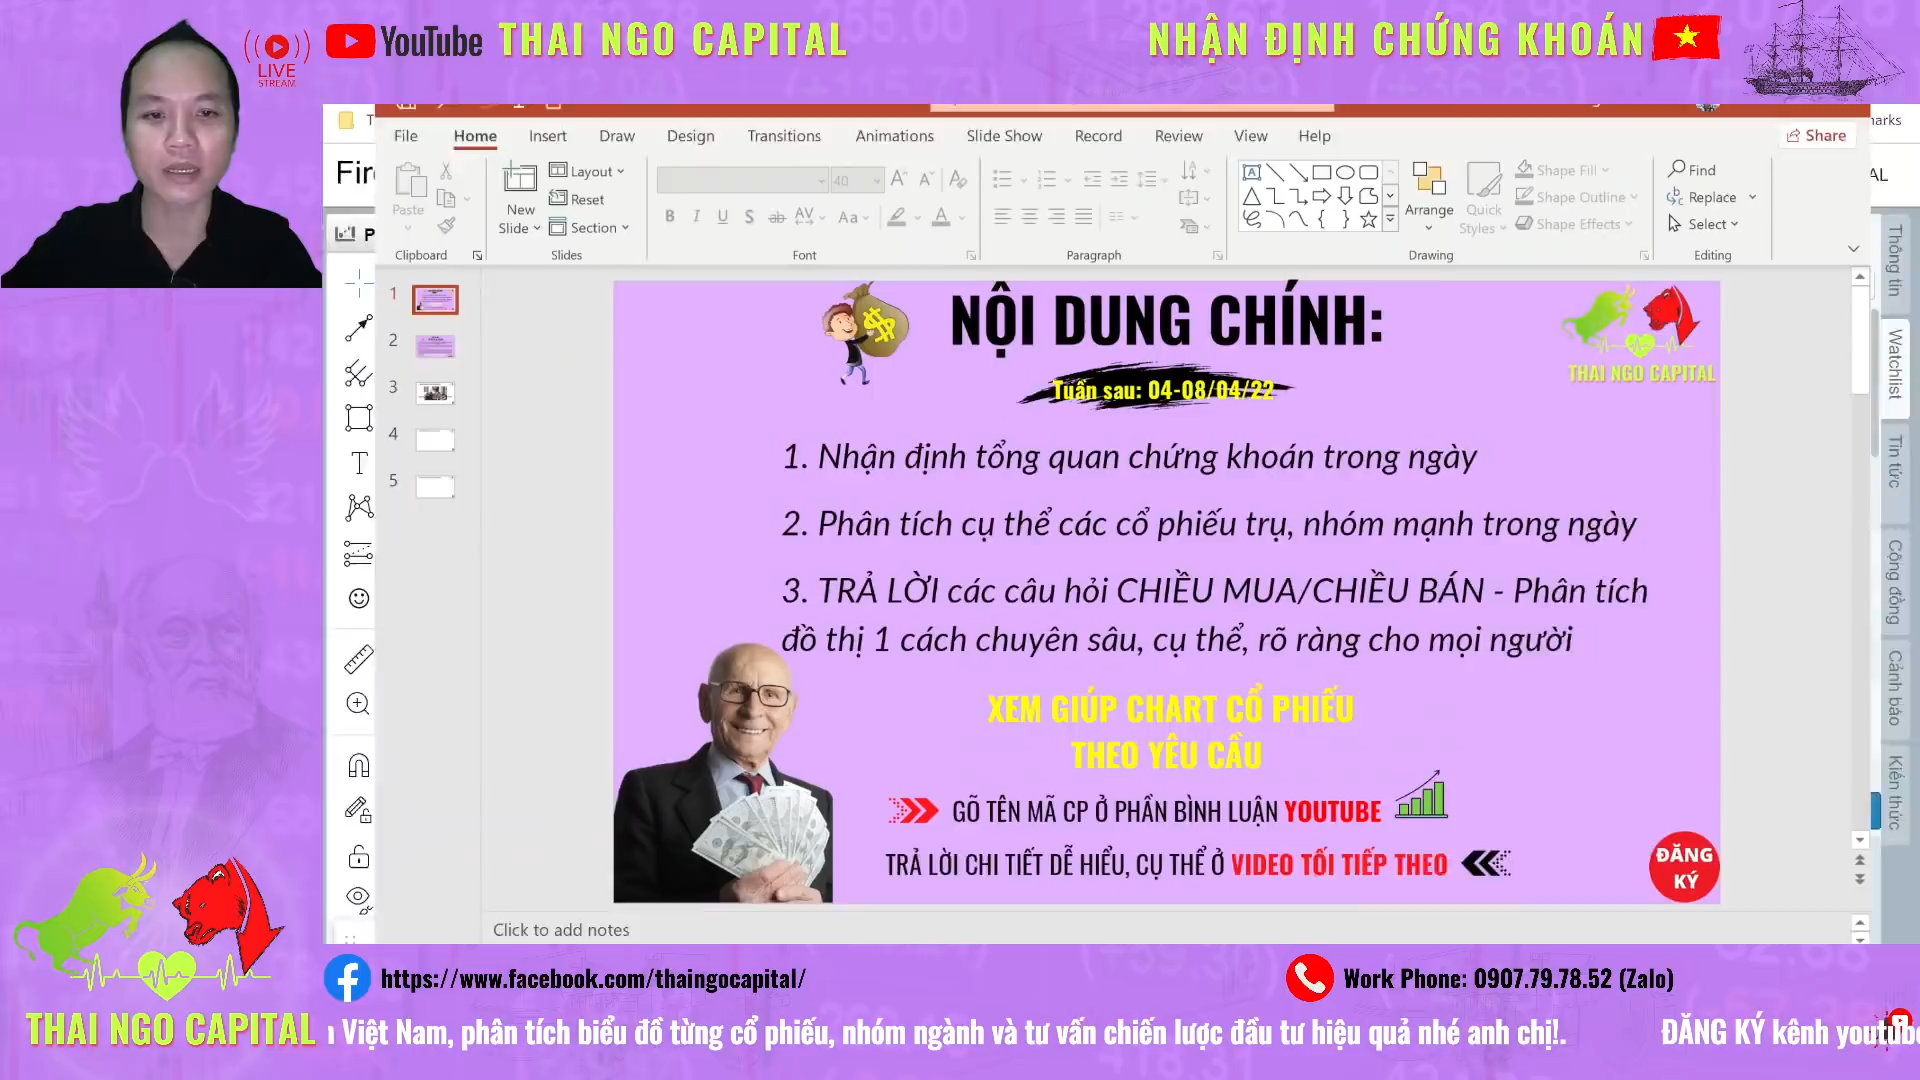 LIVE
STREAM
YouTube THAI NGO CAPITAL
NHẬN ĐỊNH CHỨNG KHOÁN
File Home Insert Draw Design Transitions Animations Slide Show Record Review View Help
Share
Paste
Clipboard
New Slide
Layout
Reset
Section
Slides
40
Font
Paragraph
Arrange
Quick Styles
Shape Fill
Shape Outline
Shape Effects
Drawing
Find
Replace
Select
Editing
1
2
3
4
5
NỘI DUNG CHÍNH:
THAI NGO CAPITAL
Tuần sau: 04-08/04/22
1. Nhận định tổng quan chứng khoán trong ngày
2. Phân tích cụ thể các cổ phiếu trụ, nhóm mạnh trong ngày
3. TRẢ LỜI các câu hỏi CHIỀU MUA/CHIỀU BÁN - Phân tích
đồ thị 1 cách chuyên sâu, cụ thể, rõ ràng cho mọi người
XEM GIÚP CHART CỔ PHIẾU
THEO YÊU CẦU
GÕ TÊN MÃ CP Ở PHẦN BÌNH LUẬN YOUTUBE
TRẢ LỜI CHI TIẾT DỄ HIỂU, CỤ THỂ Ở VIDEO TỐI TIẾP THEO
ĐĂNG
KÝ
Click to add notes
Thông tin
Watchlist
Tin tức
Cộng đồng
Cảnh báo
Kiến thức
https://www.facebook.com/thaingocapital/
Work Phone: 0907.79.78.52 (Zalo)
THAI NGO CAPITAL
Việt Nam, phân tích biểu đồ từng cổ phiếu, nhóm ngành và tư vấn chiến lược đầu tư hiệu quả nhé anh chị!.
ĐĂNG KÝ kênh youtube